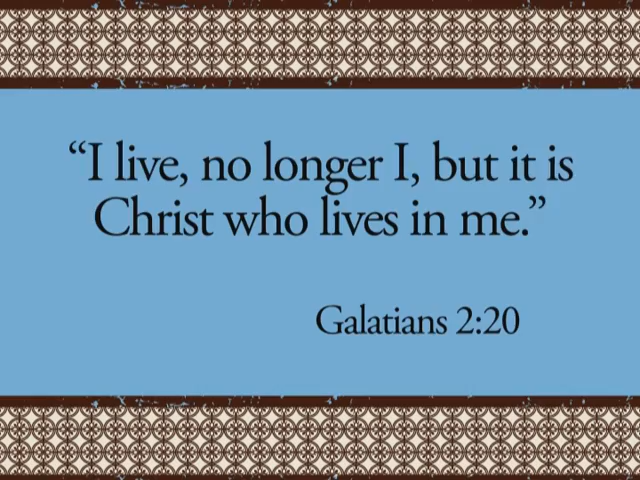 “I live, no longer I, but it is
Christ who lives in me.”
Galatians 2:20